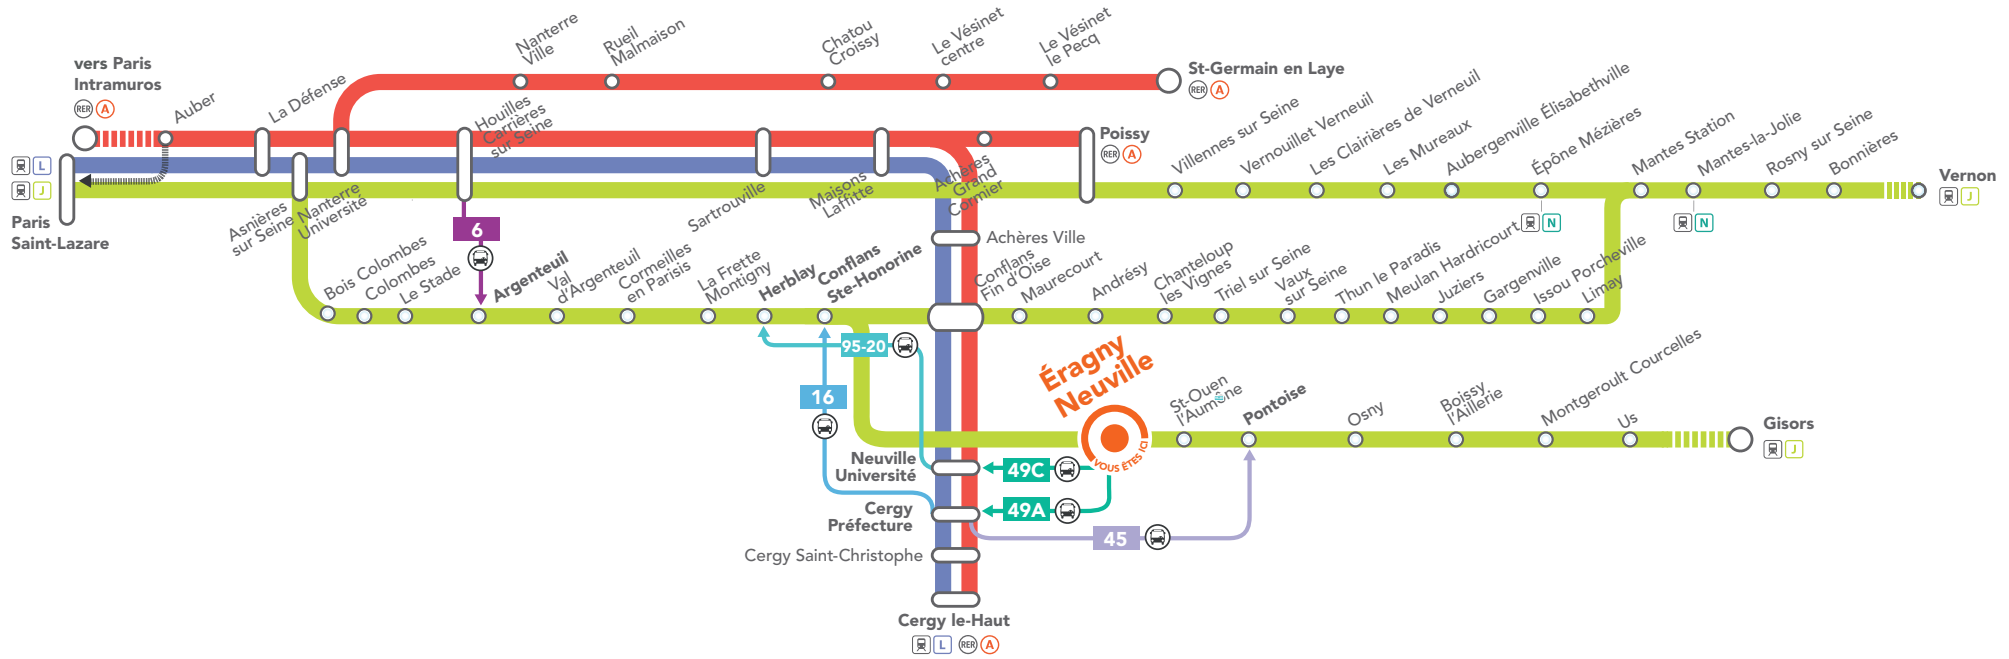 vers Paris
Intramuros
RER A
Auber
La Défense
Nanterre
Ville
Rueil
Malmaison
Chatou
Croissy
Le Vésinet
centre
Le Vésinet
le Pecq
St-Germain en Laye
RER A
L
J
Paris
Saint-Lazare
Asnières
sur Seine
Nanterre
Université
Houilles
Carrières
sur Seine
Sartrouville
Maisons
Laffitte
Achères
Grand
Cormier
Poissy
RER A
Villennes sur Seine
Vernouillet Verneuil
Les Clairières de Verneuil
Les Mureaux
Aubergenville Élisabethville
Épône Mézières
N
Mantes Station
Mantes-la-Jolie
N
Rosny sur Seine
Bonnières
Vernon
J
6
Achères Ville
Bois Colombes
Colombes
Le Stade
Argenteuil
Val
d'Argenteuil
Cormeilles
en Parisis
La Frette
Montigny
Herblay
Conflans
Ste-Honorine
Conflans
Fin d'Oise
Maurecourt
Andrésy
Chanteloup
les Vignes
Triel sur Seine
Vaux
sur Seine
Thun le Paradis
Meulan Hardricourt
Juziers
Gargenville
Issou Porcheville
Limay
95-20
16
Éragny
Neuville
VOUS ÊTES ICI
St-Ouen
l'Aumône
Pontoise
Osny
Boissy
l'Aillerie
Montgeroult Courcelles
Us
Gisors
J
Neuville
Université
49C
Cergy
Préfecture
49A
45
Cergy Saint-Christophe
Cergy le-Haut
L RER A